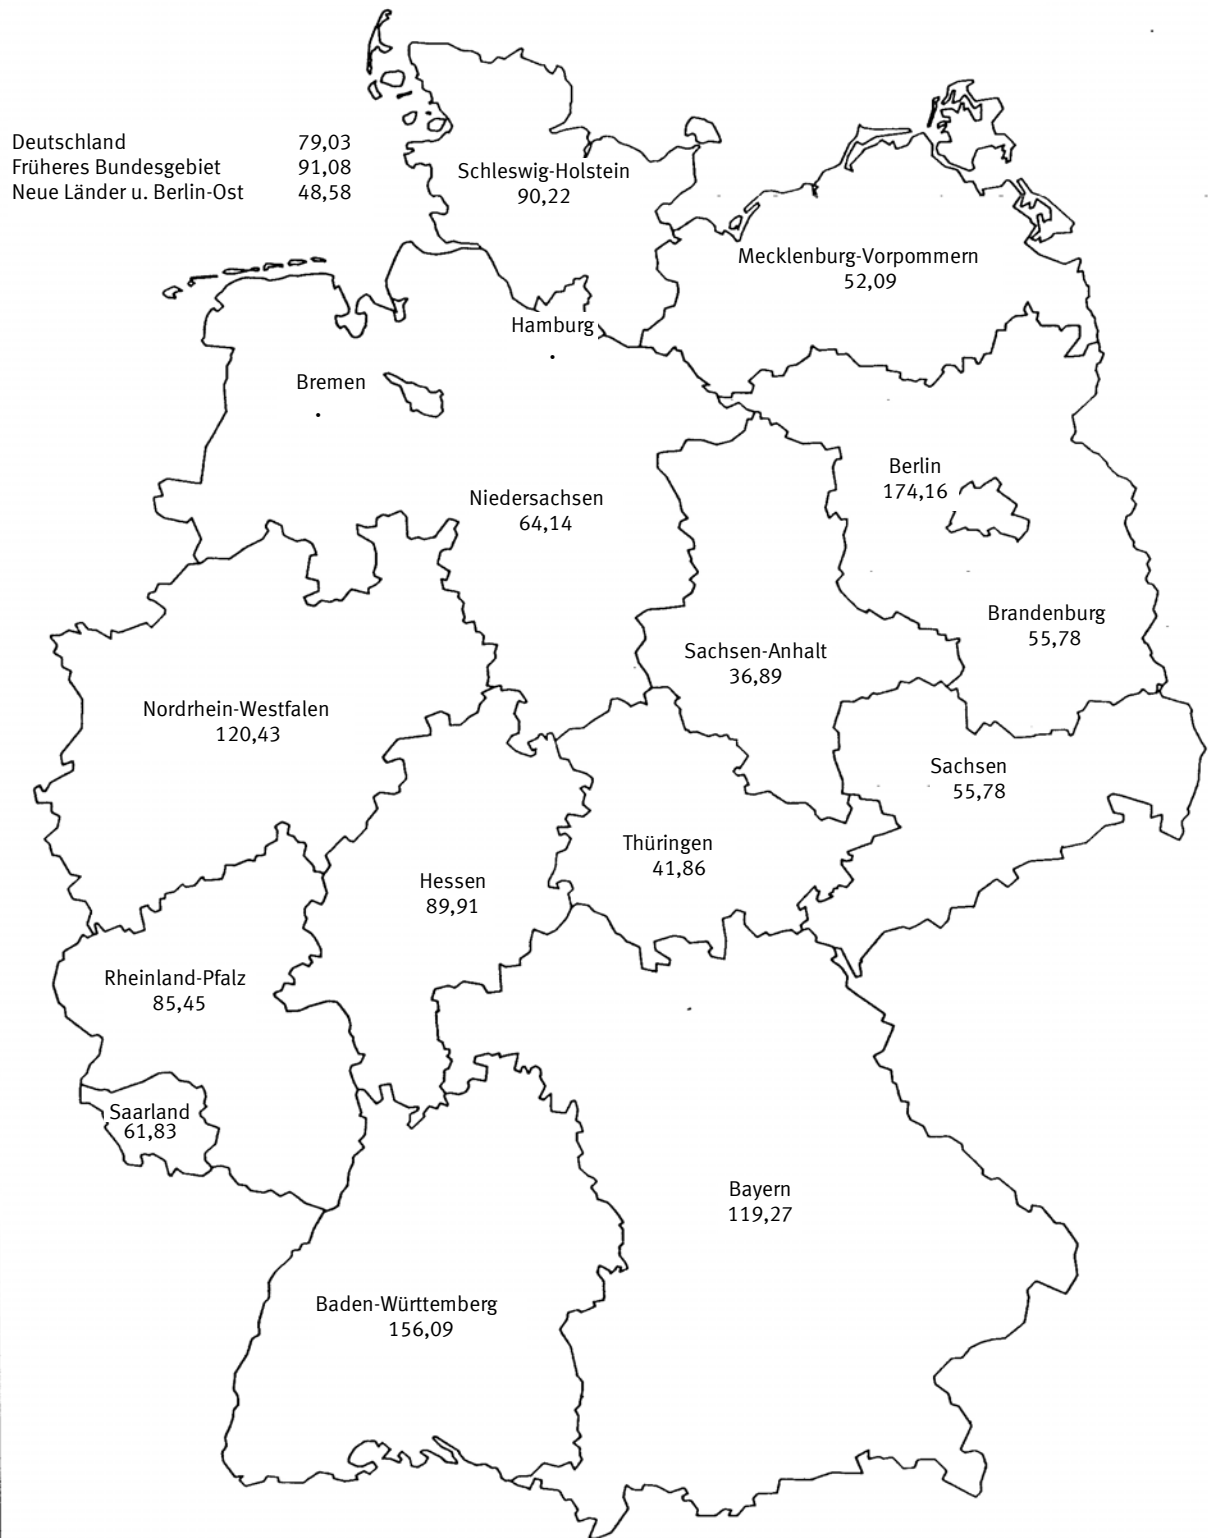 Deutschland 79,03
Früheres Bundesgebiet 91,08
Neue Länder u. Berlin-Ost 48,58
Schleswig-Holstein
90,22
Mecklenburg-Vorpommern
52,09
Hamburg
.
Bremen
.
Berlin
174,16
Niedersachsen
64,14
Brandenburg
55,78
Sachsen-Anhalt
36,89
Nordrhein-Westfalen
120,43
Sachsen
55,78
Thüringen
41,86
Hessen
89,91
Rheinland-Pfalz
85,45
Saarland
61,83
Bayern
119,27
Baden-Württemberg
156,09